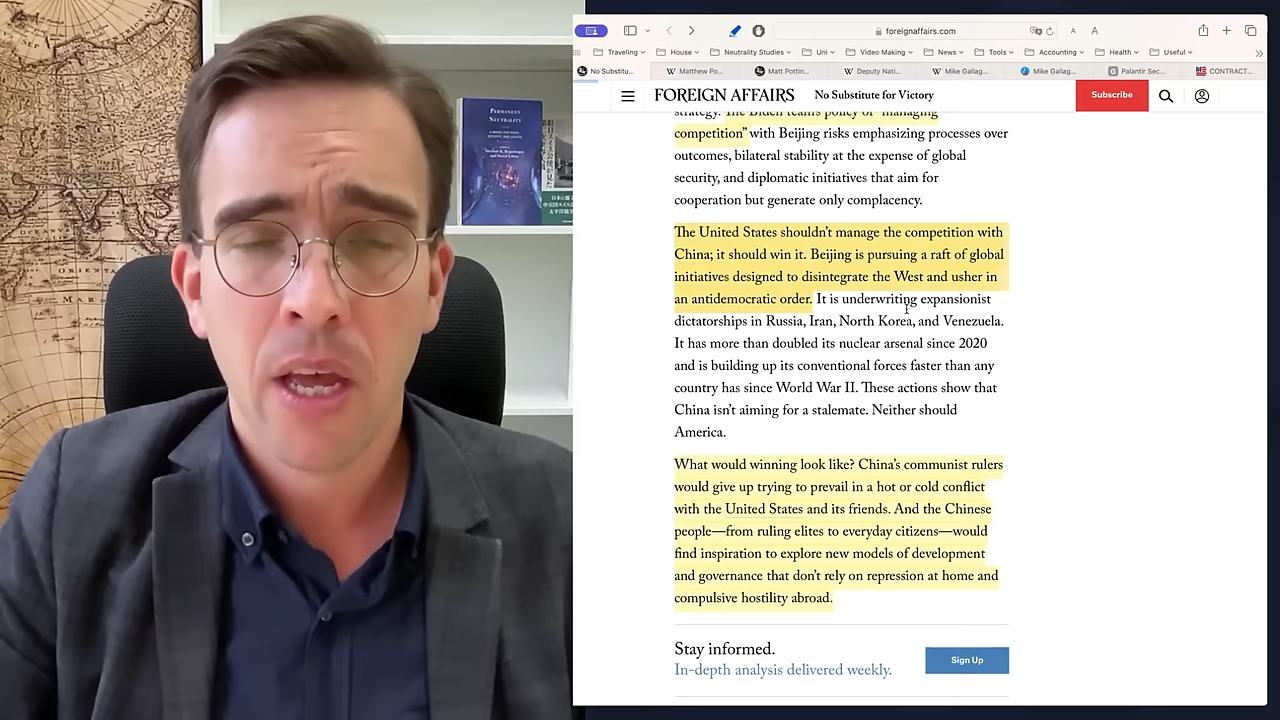 foreignaffairs.com
A A
Traveling House Neutrality Studies Uni Video Making News Tools Accounting Health Useful
No Substitu... Matthew Po... Matt Pottin... Deputy Nati... Mike Gallag... Mike Gallag... Palantir Sec... CONTRACT...
FOREIGN AFFAIRS No Substitute for Victory Subscribe
strategy. The Biden team's policy of "managing
competition" with Beijing risks emphasizing processes over
outcomes, bilateral stability at the expense of global
security, and diplomatic initiatives that aim for
cooperation but generate only complacency.
The United States shouldn't manage the competition with
China; it should win it. Beijing is pursuing a raft of global
initiatives designed to disintegrate the West and usher in
an antidemocratic order. It is underwriting expansionist
dictatorships in Russia, Iran, North Korea, and Venezuela.
It has more than doubled its nuclear arsenal since 2020
and is building up its conventional forces faster than any
country has since World War II. These actions show that
China isn't aiming for a stalemate. Neither should
America.
What would winning look like? China's communist rulers
would give up trying to prevail in a hot or cold conflict
with the United States and its friends. And the Chinese
people—from ruling elites to everyday citizens—would
find inspiration to explore new models of development
and governance that don't rely on repression at home and
compulsive hostility abroad.
Stay informed.
In-depth analysis delivered weekly.
Sign Up
PERMANENT
NEUTRALITY